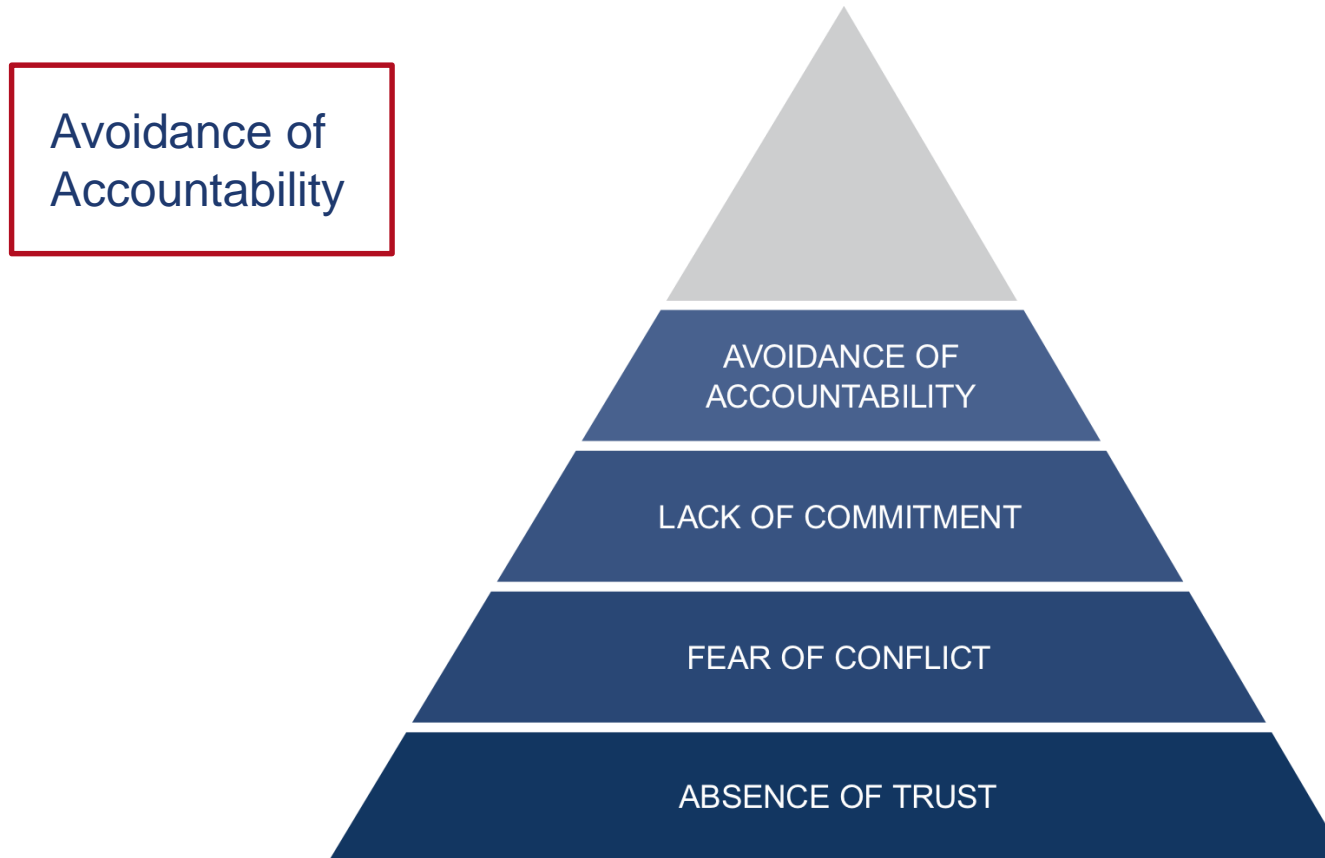 Avoidance of
Accountability
AVOIDANCE OF
ACCOUNTABILITY
LACK OF COMMITMENT
FEAR OF CONFLICT
ABSENCE OF TRUST